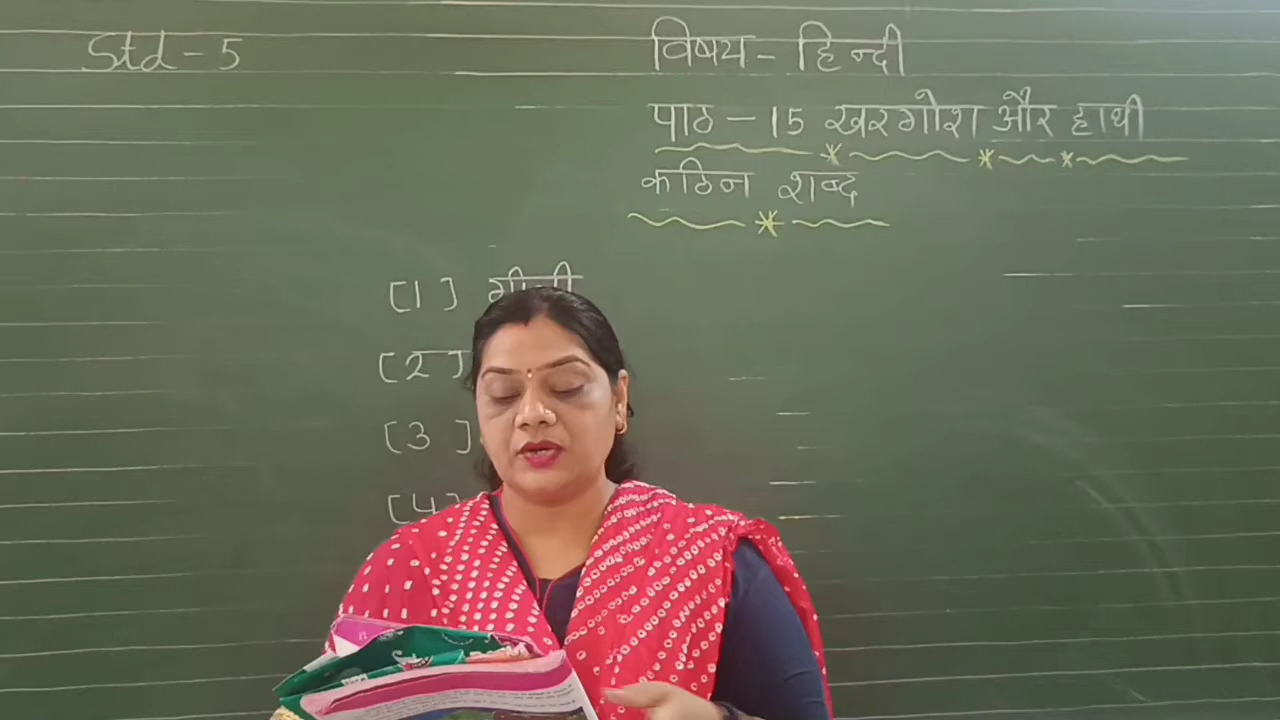 Std - 5
विषय - हिन्दी
पाठ - 15 खरगोश और हाथी
कठिन शब्द
[1]
[2]
[3]
[4]